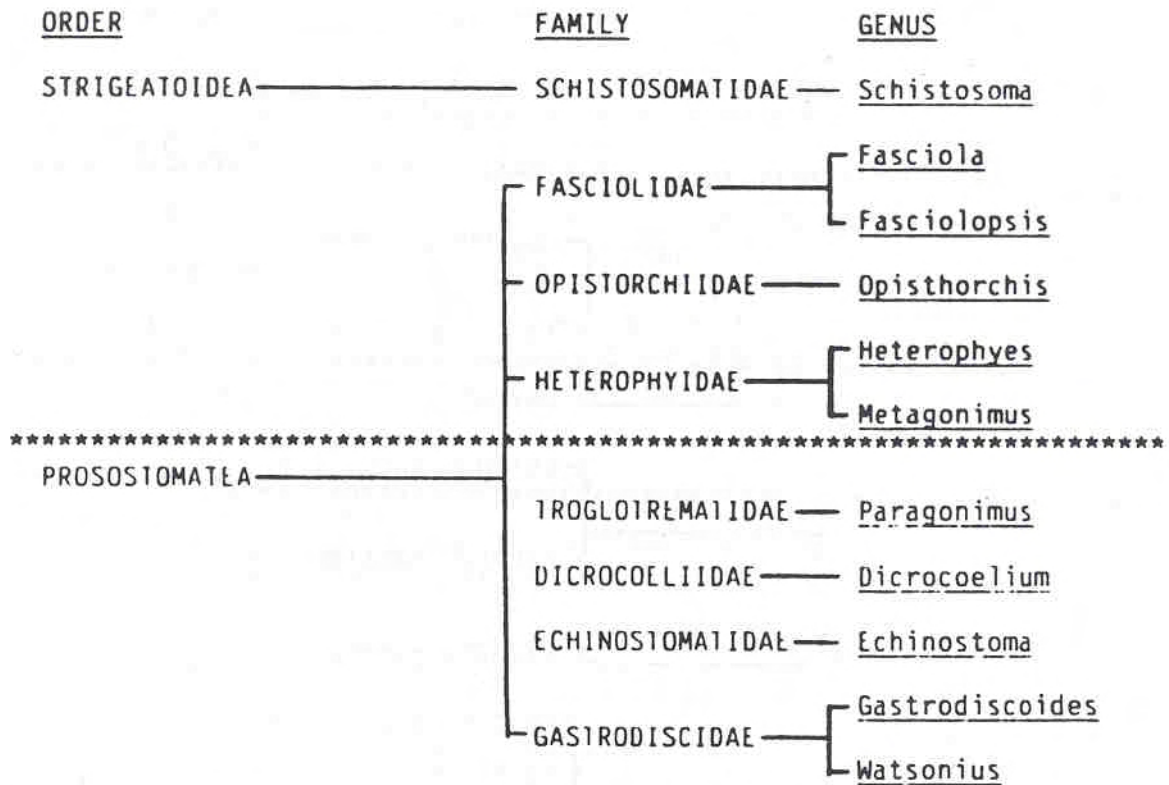 ORDER FAMILY GENUS
STRIGEATOIDEA SCHISTOSOMATIDAE Schistosoma
Fasciola
FASCIOLIDAE
Fasciolopsis
OPISTORCHIIDAE Opisthorchis
Heterophyes
HETEROPHYIDAE
Metagonimus
PROSOSTOMATEA
TROGLOTREMATIDAE Paragonimus
DICROCOELIIDAE Dicrocoelium
ECHINOSTOMATIDAE Echinostoma
Gastrodiscoides
GASTRODISCIDAE
Watsonius